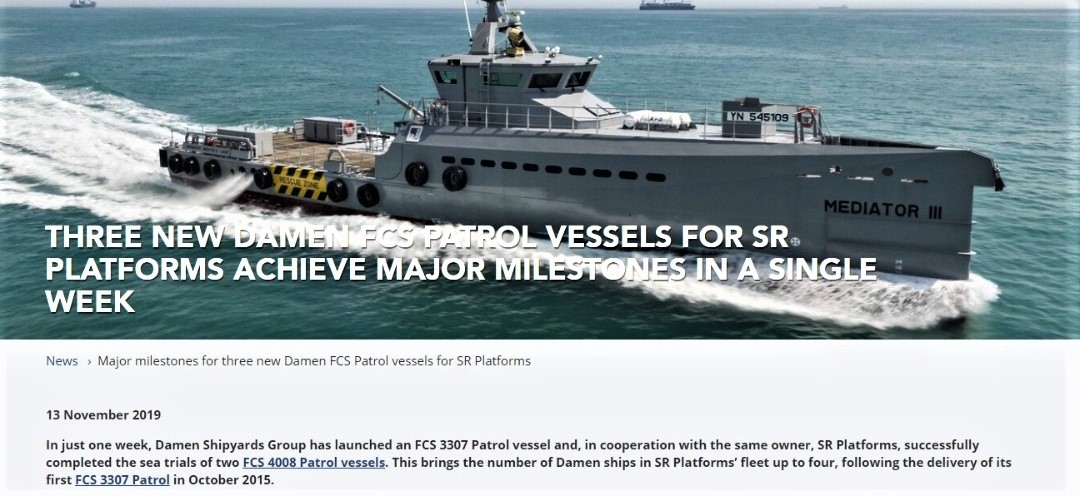 YN 545109
RESCUE ZONE
MEDIATOR III
THREE NEW DAMEN FCS PATROL VESSELS FOR SR
PLATFORMS ACHIEVE MAJOR MILESTONES IN A SINGLE
WEEK
News › Major milestones for three new Damen FCS Patrol vessels for SR Platforms
13 November 2019
In just one week, Damen Shipyards Group has launched an FCS 3307 Patrol vessel and, in cooperation with the same owner, SR Platforms, successfully
completed the sea trials of two FCS 4008 Patrol vessels. This brings the number of Damen ships in SR Platforms’ fleet up to four, following the delivery of its
first FCS 3307 Patrol in October 2015.